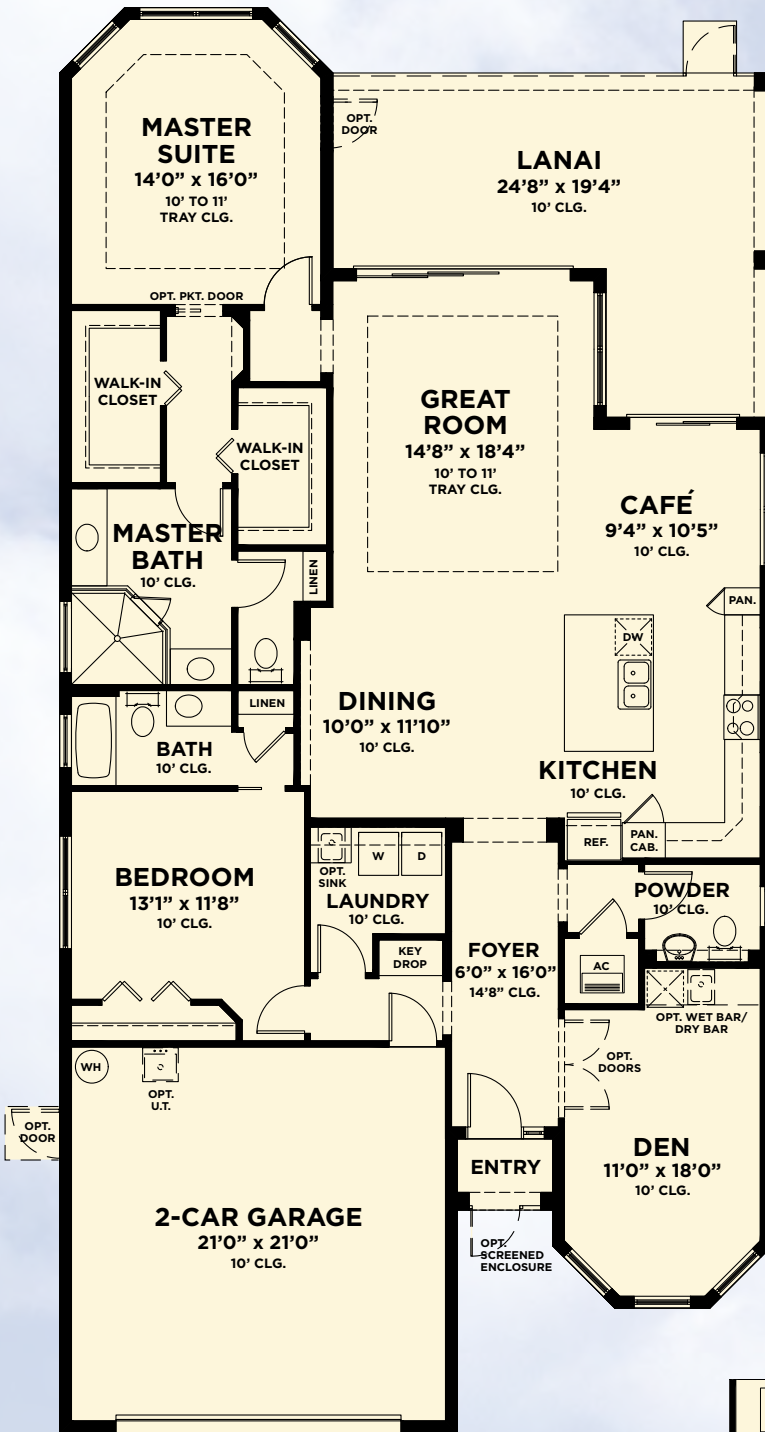 MASTER
SUITE
14'0" x 16'0"
10' TO 11'
TRAY CLG.
OPT.
DOOR
LANAI
24'8" x 19'4"
10' CLG.
OPT. PKT. DOOR
WALK-IN
CLOSET
WALK-IN
CLOSET
GREAT
ROOM
14'8" x 18'4"
10' TO 11'
TRAY CLG.
CAFÉ
9'4" x 10'5"
10' CLG.
MASTER
BATH
10' CLG.
LINEN
PAN.
DW
DINING
10'0" x 11'10"
10' CLG.
LINEN
BATH
10' CLG.
KITCHEN
10' CLG.
REF.
PAN.
CAB.
BEDROOM
13'1" x 11'8"
10' CLG.
OPT.
SINK
W
D
LAUNDRY
10' CLG.
KEY
DROP
FOYER
6'0" x 16'0"
14'8" CLG.
POWDER
10' CLG.
AC
OPT. WET BAR/
DRY BAR
OPT.
DOORS
WH
OPT.
U.T.
OPT.
DOOR
ENTRY
DEN
11'0" x 18'0"
10' CLG.
2-CAR GARAGE
21'0" x 21'0"
10' CLG.
OPT.
SCREENED
ENCLOSURE